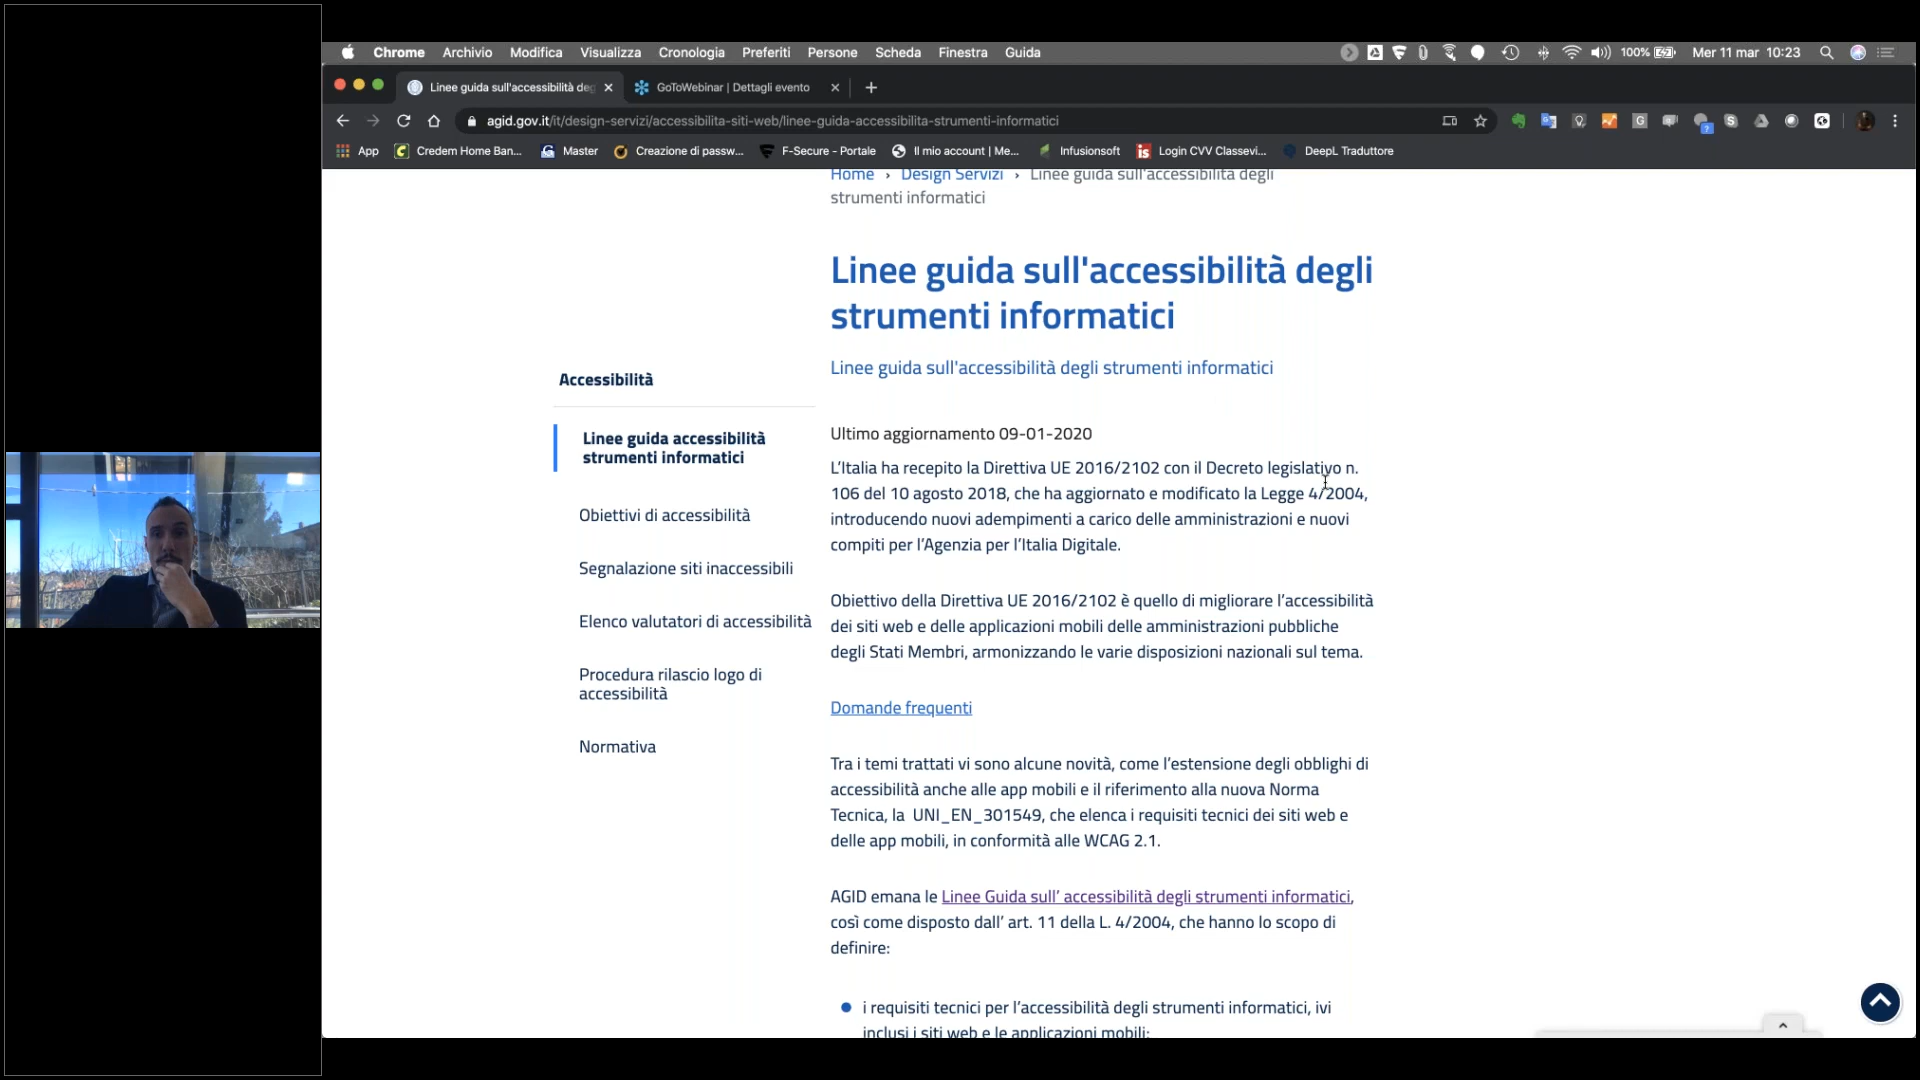 Chrome Archivio Modifica Visualizza Cronologia Preferiti Persone Scheda Finestra Guida 100% Mer 11 mar 10:23
Linee guida sull'accessibilità deg GoToWebinar | Dettagli evento
agid.gov.it/it/design-servizi/accessibilita-siti-web/linee-guida-accessibilita-strumenti-informatici
App Credem Home Ban... Master Creazione di passw... F-Secure - Portale Il mio account | Me... Infusionsoft Login CVV Classevi... DeepL Traduttore
Home › Design Servizi › Linee guida sull'accessibilità degli
strumenti informatici
Linee guida sull'accessibilità degli
strumenti informatici
Linee guida sull'accessibilità degli strumenti informatici
Accessibilità
Linee guida accessibilità
strumenti informatici
Obiettivi di accessibilità
Segnalazione siti inaccessibili
Elenco valutatori di accessibilità
Procedura rilascio logo di
accessibilità
Normativa
Ultimo aggiornamento 09-01-2020
L’Italia ha recepito la Direttiva UE 2016/2102 con il Decreto legislativo n.
106 del 10 agosto 2018, che ha aggiornato e modificato la Legge 4/2004,
introducendo nuovi adempimenti a carico delle amministrazioni e nuovi
compiti per l’Agenzia per l’Italia Digitale.
Obiettivo della Direttiva UE 2016/2102 è quello di migliorare l’accessibilità
dei siti web e delle applicazioni mobili delle amministrazioni pubbliche
degli Stati Membri, armonizzando le varie disposizioni nazionali sul tema.
Domande frequenti
Tra i temi trattati vi sono alcune novità, come l’estensione degli obblighi di
accessibilità anche alle app mobili e il riferimento alla nuova Norma
Tecnica, la UNI_EN_301549, che elenca i requisiti tecnici dei siti web e
delle app mobili, in conformità alle WCAG 2.1.
AGID emana le Linee Guida sull’ accessibilità degli strumenti informatici,
così come disposto dall’ art. 11 della L. 4/2004, che hanno lo scopo di
definire:
i requisiti tecnici per l’accessibilità degli strumenti informatici, ivi
inclusi i siti web e le applicazioni mobili;